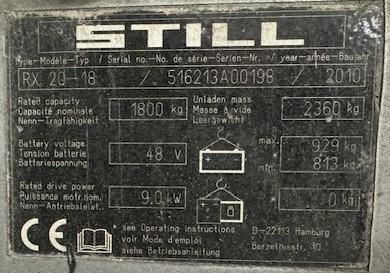 STILL
Type-Modèle-Typ / Serial no.-No. de série-Serien-Nr. / year-année-Baujahr
RX 20-18 / 516213A00198 / 2010
Rated capacity
Capacité nominale
Nenn-Tragfähigkeit
1800 kg
Unladen mass
Masse à vide
Leergewicht
2360 kg
Battery voltage
Tension batterie
Batteriespannung
48 V
max. 929 kg
min. 813 kg
Rated drive power
Puissance mótr.nom.
Nenn-Antriebsleist.
9.0 kW
0 kg
CE
see Operating instructions
voir Mode d'emploi
siehe Betriebsanleitung
D-22113 Hamburg
Berzeliusstr. 10